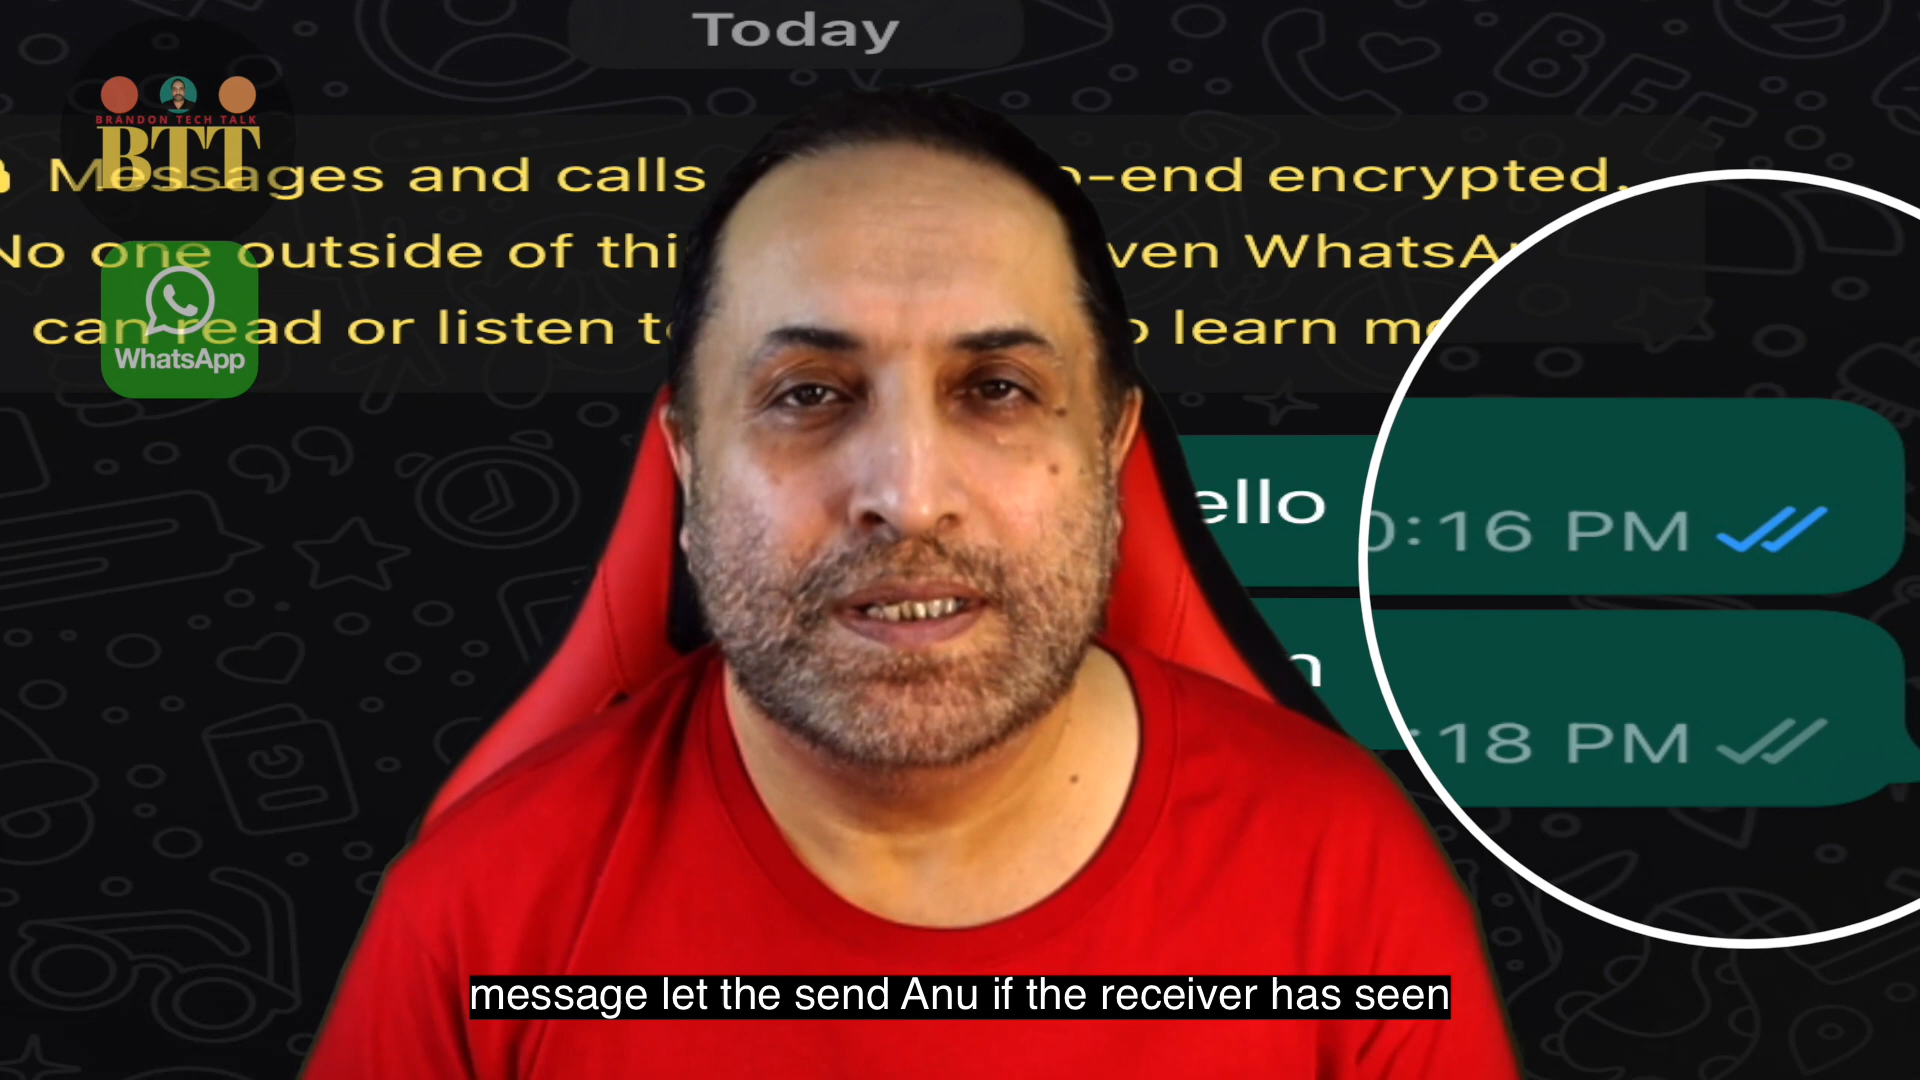 Today
BRANDON TECH TALK
BTT
Messages and calls -end encrypted.
No one outside of thi ven WhatsA
can read or listen t learn m
WhatsApp
ello
0:16 PM
:18 PM
message let the send Anu if the receiver has seen